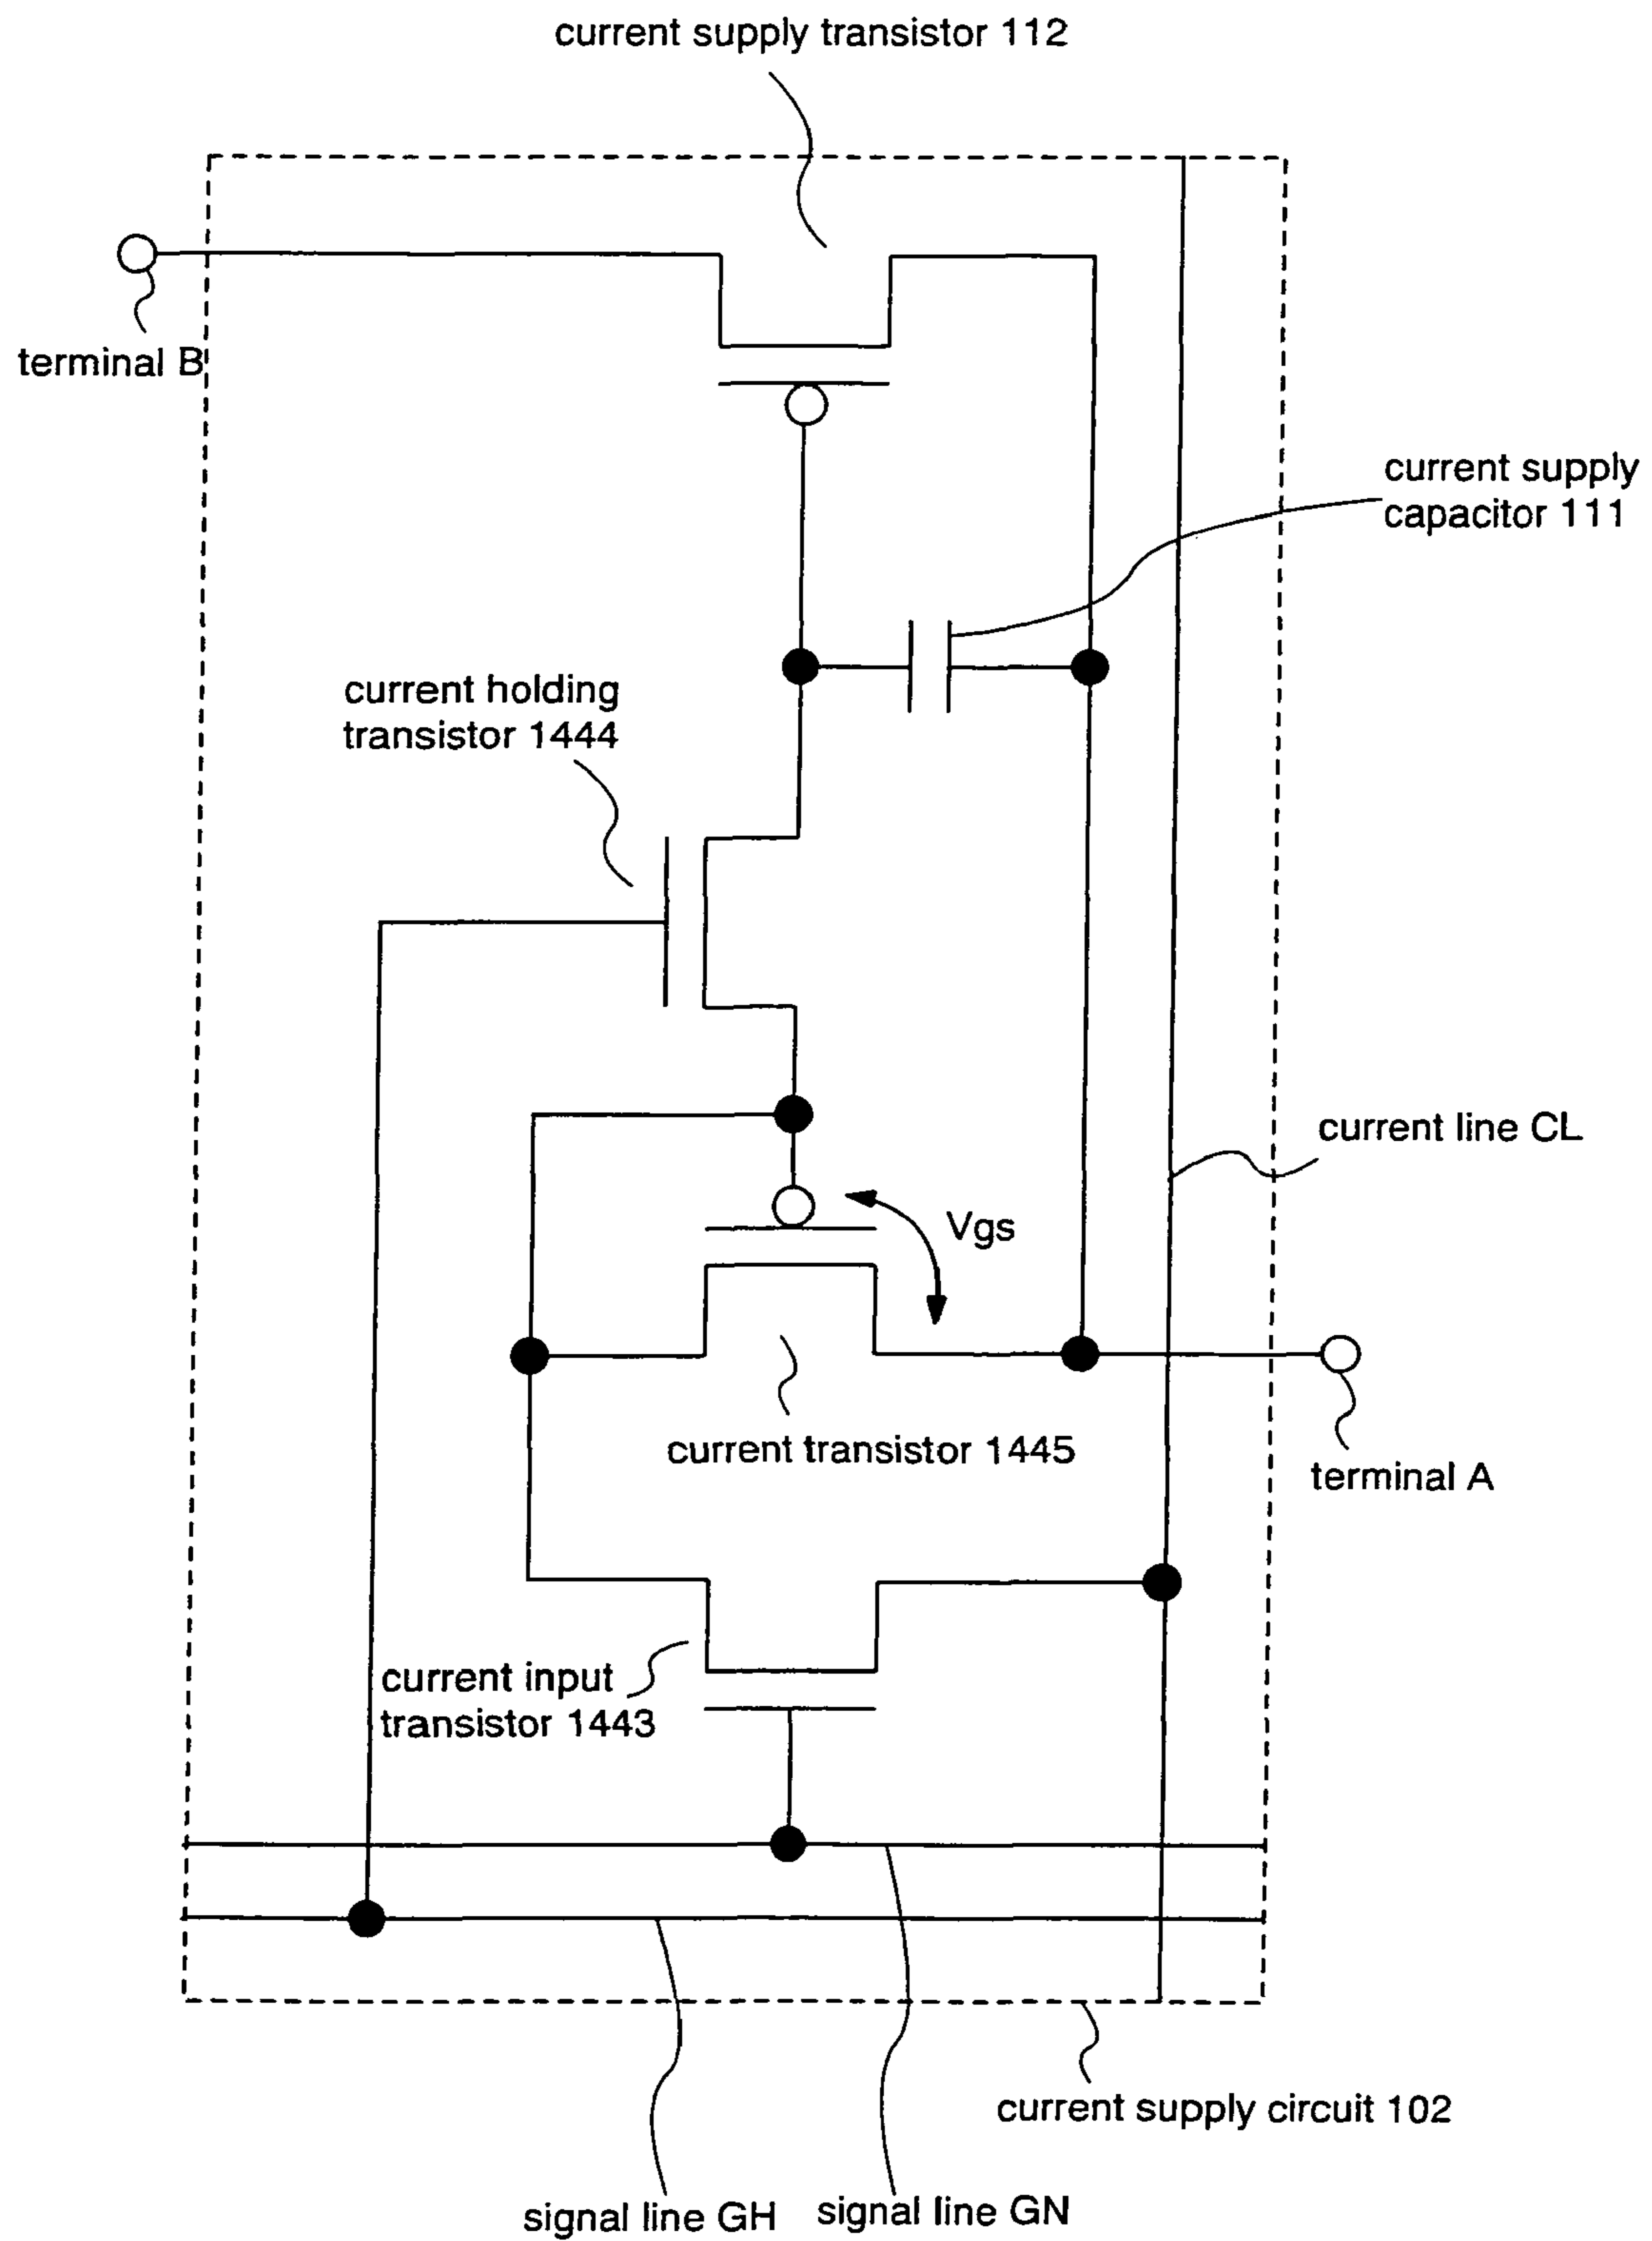 current supply transistor 112
terminal B
current supply
capacitor 111
current holding
transistor 1444
current line CL
Vgs
current transistor 1445
terminal A
current input
transistor 1443
current supply circuit 102
signal line GH
signal line GN